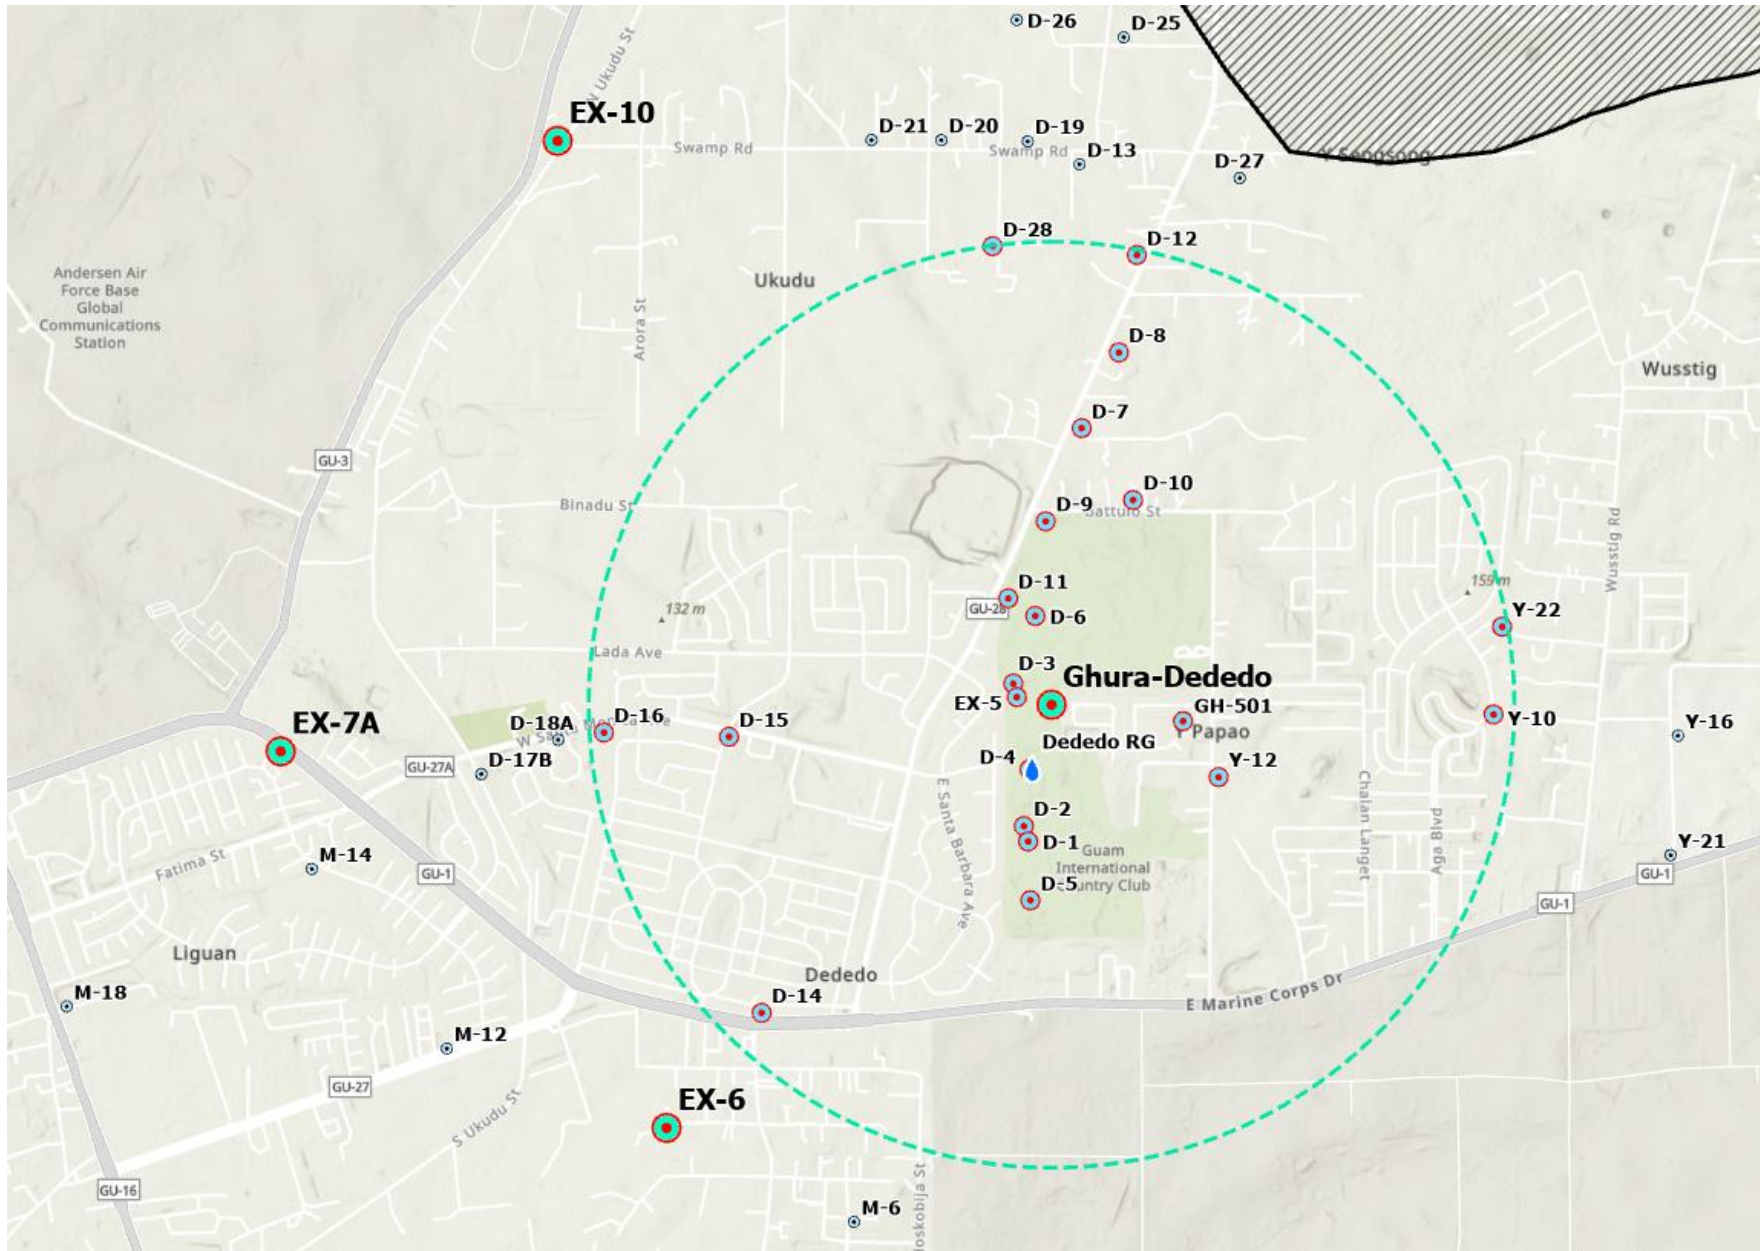 D-26
D-25
N Ukudu St
EX-10
D-21
D-20
D-19
Swamp Rd
Swamp Rd
D-13
D-27
Y Sengsong
D-28
D-12
Andersen Air
Force Base
Global
Communications
Station
Ukudu
Arora St
D-8
Wusstig
D-7
GU-3
D-10
Binadu St
D-9
Batulo St
Wusstig Rd
D-11
159 m
132 m
GU-28
D-6
Y-22
Lada Ave
D-3
Ghura-Dededo
EX-5
GH-501
EX-7A
D-18A
D-16
D-15
Y Papao
Y-10
Y-16
Dededo RG
D-17B
GU-27A
D-4
Y-12
D-2
D-1
E Santa Barbara Ave
Chalan Langet
Aga Blvd
Y-21
Fatima St
M-14
GU-1
Guam
International
Country Club
GU-1
D-5
GU-1
Liguan
Dededo
M-18
D-14
E Marine Corps Dr
M-12
GU-27
EX-6
S Ukudu St
GU-16
M-6